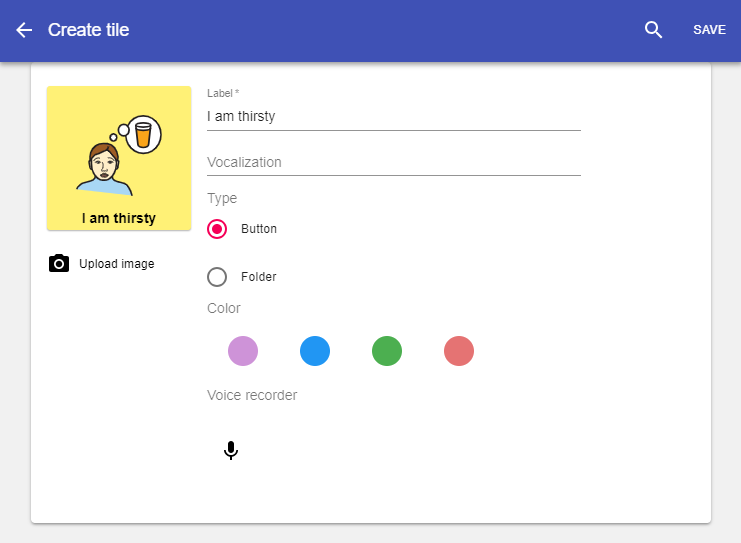 Create tile
SAVE
I am thirsty
Upload image
Label *
I am thirsty
Vocalization
Type
Button
Folder
Color
Voice recorder